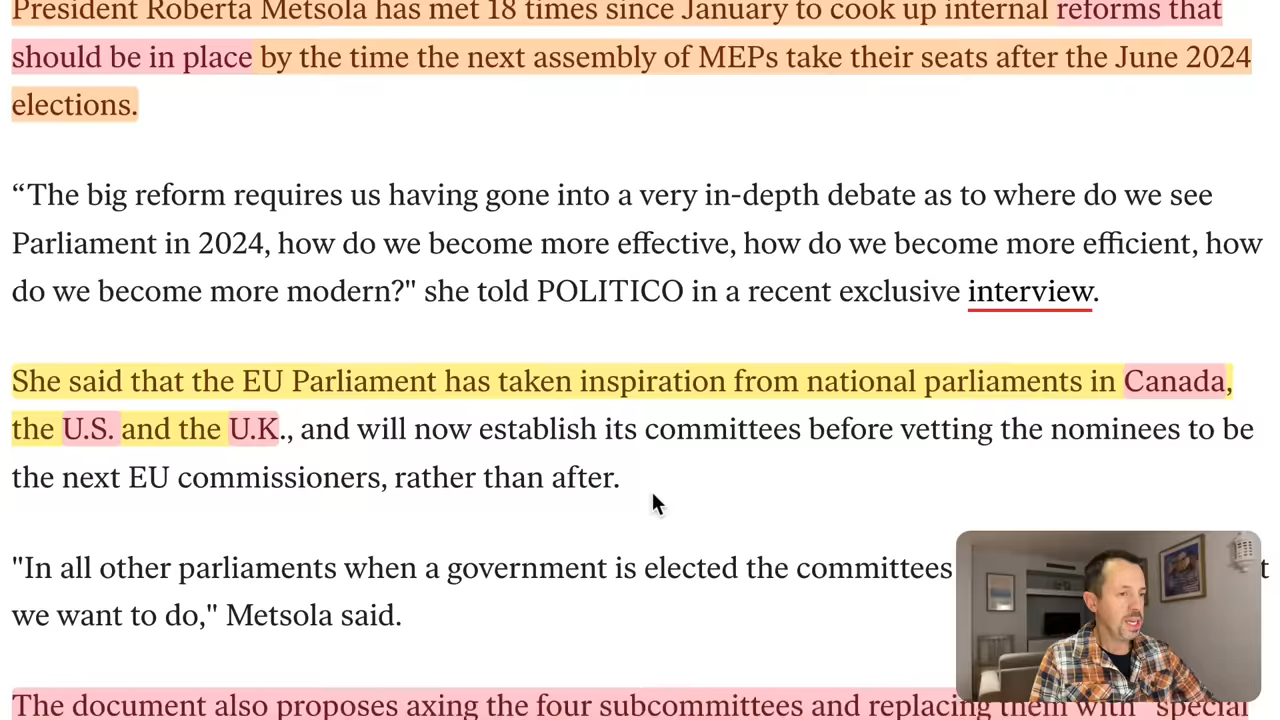 President Roberta Metsola has met 18 times since January to cook up internal reforms that
should be in place by the time the next assembly of MEPs take their seats after the June 2024
elections.
“The big reform requires us having gone into a very in-depth debate as to where do we see
Parliament in 2024, how do we become more effective, how do we become more efficient, how
do we become more modern?" she told POLITICO in a recent exclusive interview.
She said that the EU Parliament has taken inspiration from national parliaments in Canada,
the U.S. and the U.K., and will now establish its committees before vetting the nominees to be
the next EU commissioners, rather than after.
"In all other parliaments when a government is elected the committees
we want to do," Metsola said.
The document also proposes axing the four subcommittees and replacing them with "special